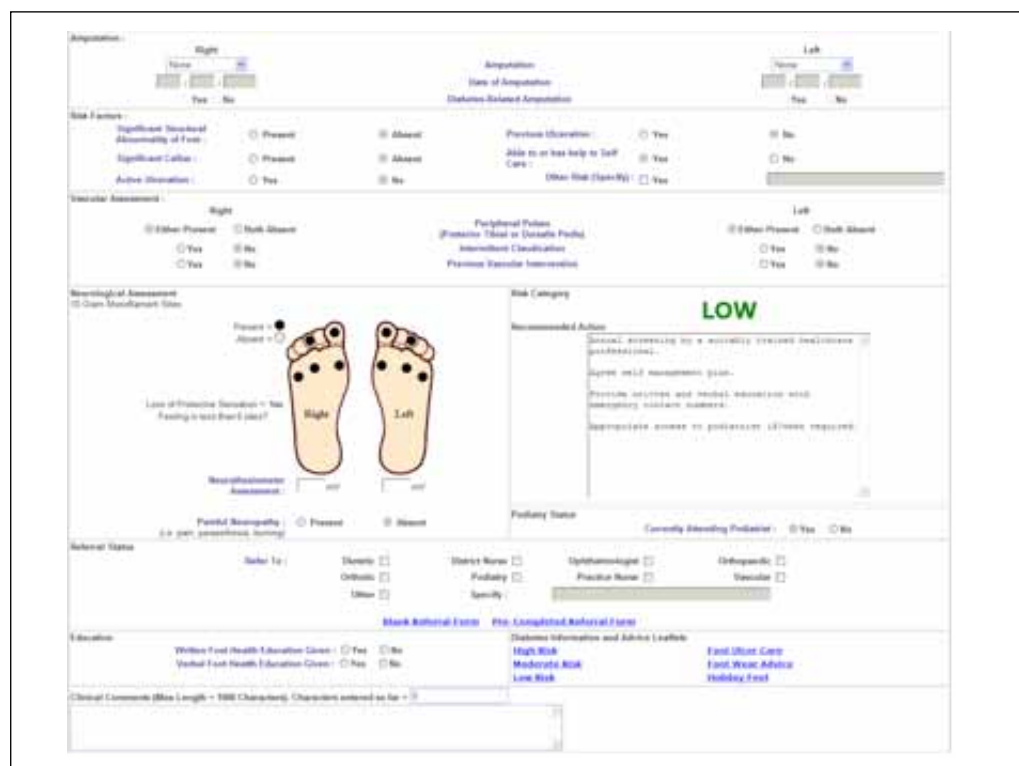 Amputation :
Right Left
None Amputation None
Date of Amputation
Yes No Diabetes Related Amputation Yes No
Risk Factors :
Significant Structural Abnormality of Foot : Present Absent Previous Ulceration : Yes No
Significant Callus : Present Absent Able to or has help to Self Care : Yes No
Active Ulceration : Yes No Other Risk (Specify) : Yes
Vascular Assessment :
Right Left
Either Present Both Absent Peripheral Pulses (Posterior Tibial or Dorsalis Pedis) Either Present Both Absent
Yes No Intermittent Claudication Yes No
Yes No Previous Vascular Intervention Yes No
Neurological Assessment
10 Gram Monofilament Sites
Present =
Absent =
Loss of Protective Sensation = Yes
Feeling in less than 8 sites?
Right Left
Assessment :
Painful Neuropathy : Present Absent
(i.e. pain, paraesthesia, burning)
Risk Category
LOW
Recommended Action
Annual screening by a suitably trained healthcare
professional.
Agree self management plan.
Provide written and verbal education with
emergency contact numbers.
Appropriate access to podiatrist if/when required.
Podiatry Status
Currently Attending Podiatrist : Yes No
Referral Status
Refer To : Dietetic District Nurse Ophthalmologist Orthopaedic
Orthotic Podiatry Practice Nurse Vascular
Other Specify :
Blank Referral Form Pre-Completed Referral Form
Education
Written Foot Health Education Given : Yes No
Verbal Foot Health Education Given : Yes No
Diabetes Information and Advice Leaflets
High Risk Foot Ulcer Care
Moderate Risk Foot Wear Advice
Low Risk Holiday Feet
Clinical Comments (Max Length = 1000 Characters). Characters entered so far =